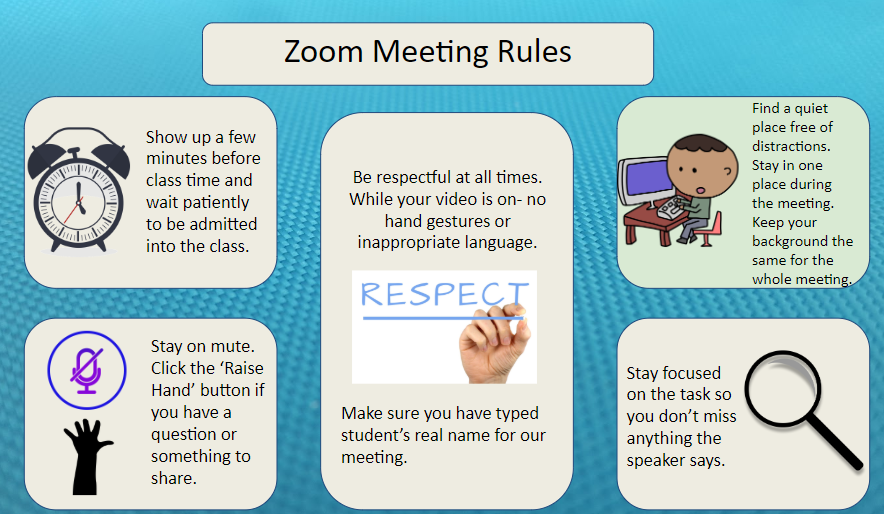 Zoom Meeting Rules
Show up a few
minutes before
class time and
wait patiently
to be admitted
into the class.
Be respectful at all times.
While your video is on- no
hand gestures or
inappropriate language.
RESPECT
Make sure you have typed
student's real name for our
meeting.
Find a quiet
place free of
distractions.
Stay in one
place during
the meeting.
Keep your
background the
same for the
whole meeting.
Stay on mute.
Click the ‘Raise
Hand’ button if
you have a
question or
something to
share.
Stay focused
on the task so
you don’t miss
anything the
speaker says.